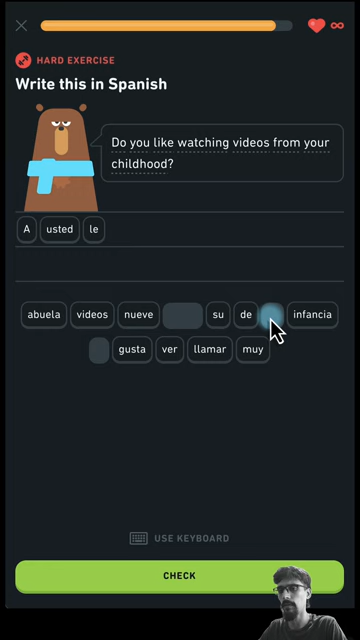 HARD EXERCISE
Write this in Spanish
Do you like watching videos from your
childhood?
A usted le
abuela videos nueve su de infancia
gusta ver llamar muy
USE KEYBOARD
CHECK